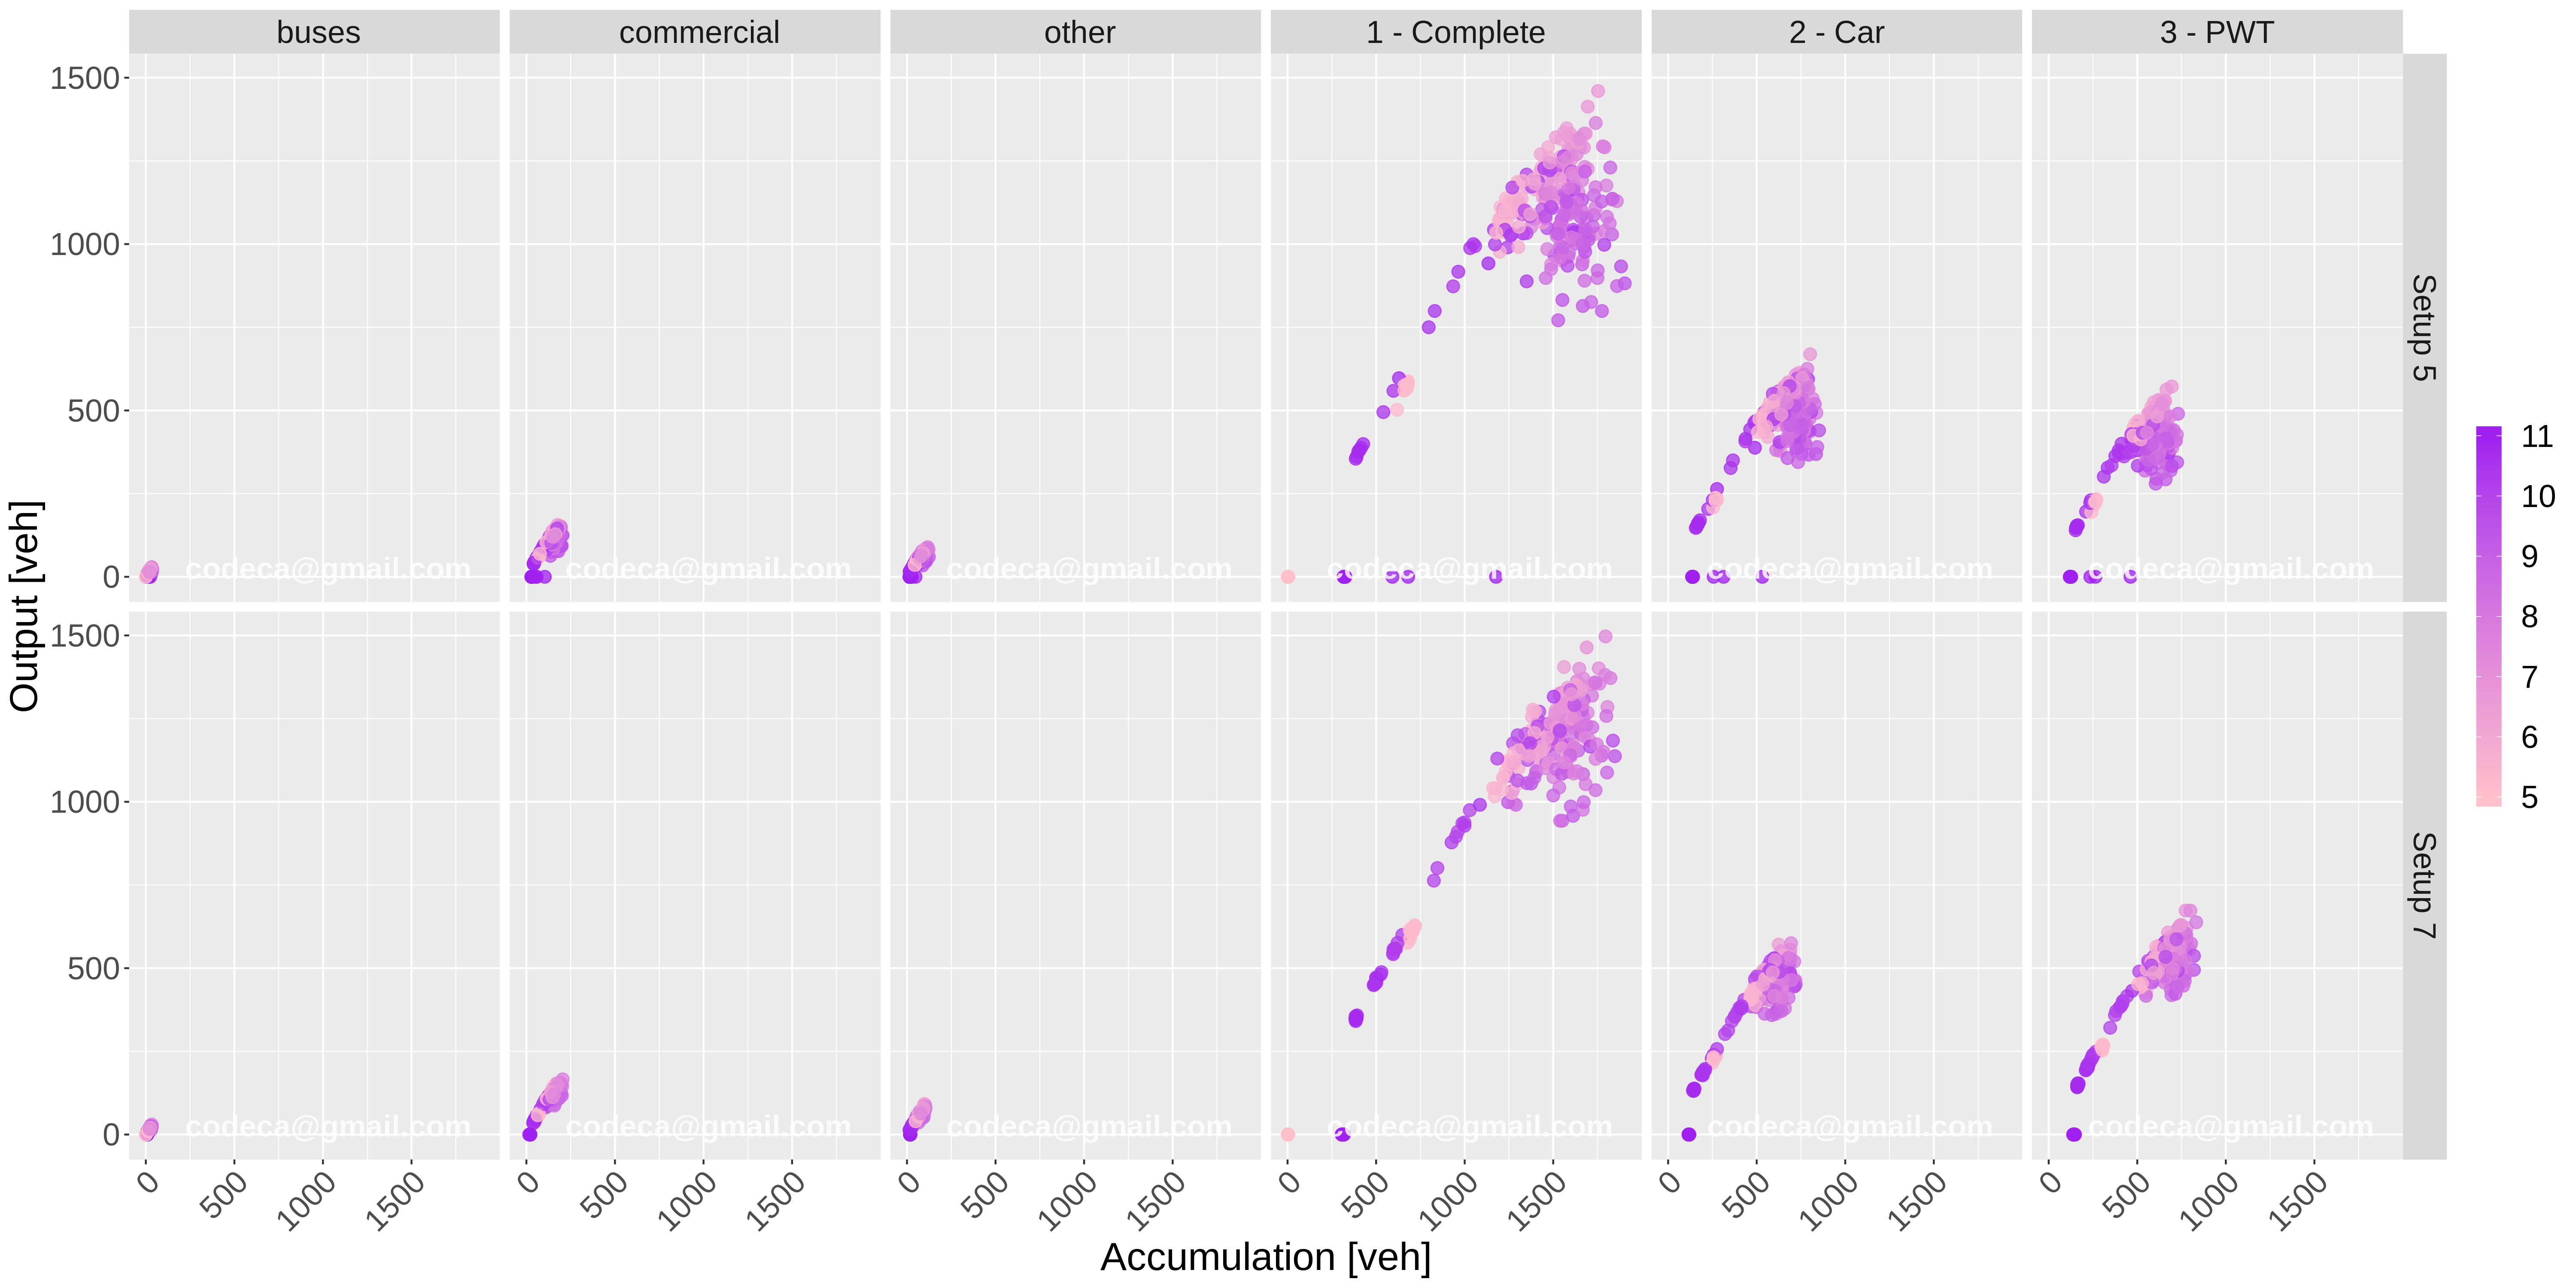 buses commercial other 1 - Complete 2 - Car 3 - PWT
1500
1000
500
0
Setup 5
codeca@gmail.com codeca@gmail.com codeca@gmail.com codeca@gmail.com codeca@gmail.com codeca@gmail.com
Output [veh]
1500
1000
500
0
Setup 7
codeca@gmail.com codeca@gmail.com codeca@gmail.com codeca@gmail.com codeca@gmail.com codeca@gmail.com
0 500 1000 1500 0 500 1000 1500 0 500 1000 1500 0 500 1000 1500 0 500 1000 1500 0 500 1000 1500
Accumulation [veh]
11
10
9
8
7
6
5